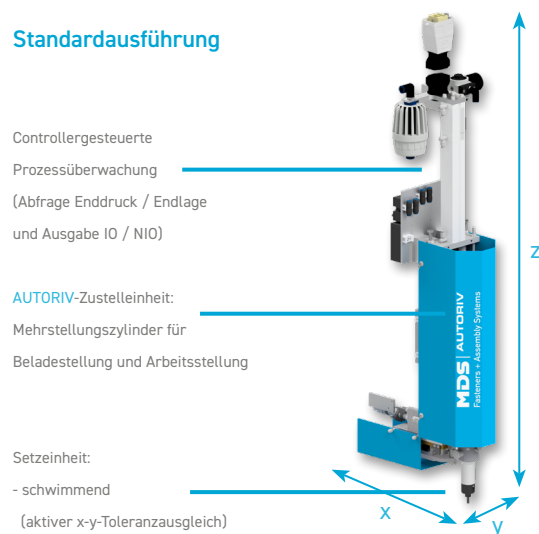 Standardausführung
Controllergesteuerte
Prozessüberwachung
(Abfrage Enddruck / Endlage
und Ausgabe IO / NIO)
AUTORIV-Zustelleinheit:
Mehrstellungszylinder für
Beladestellung und Arbeitsstellung
Setzeinheit:
- schwimmend
(aktiver x-y-Toleranzausgleich)
MDS | AUTORIV
Fasteners + Assembly Systems
Z
X
y